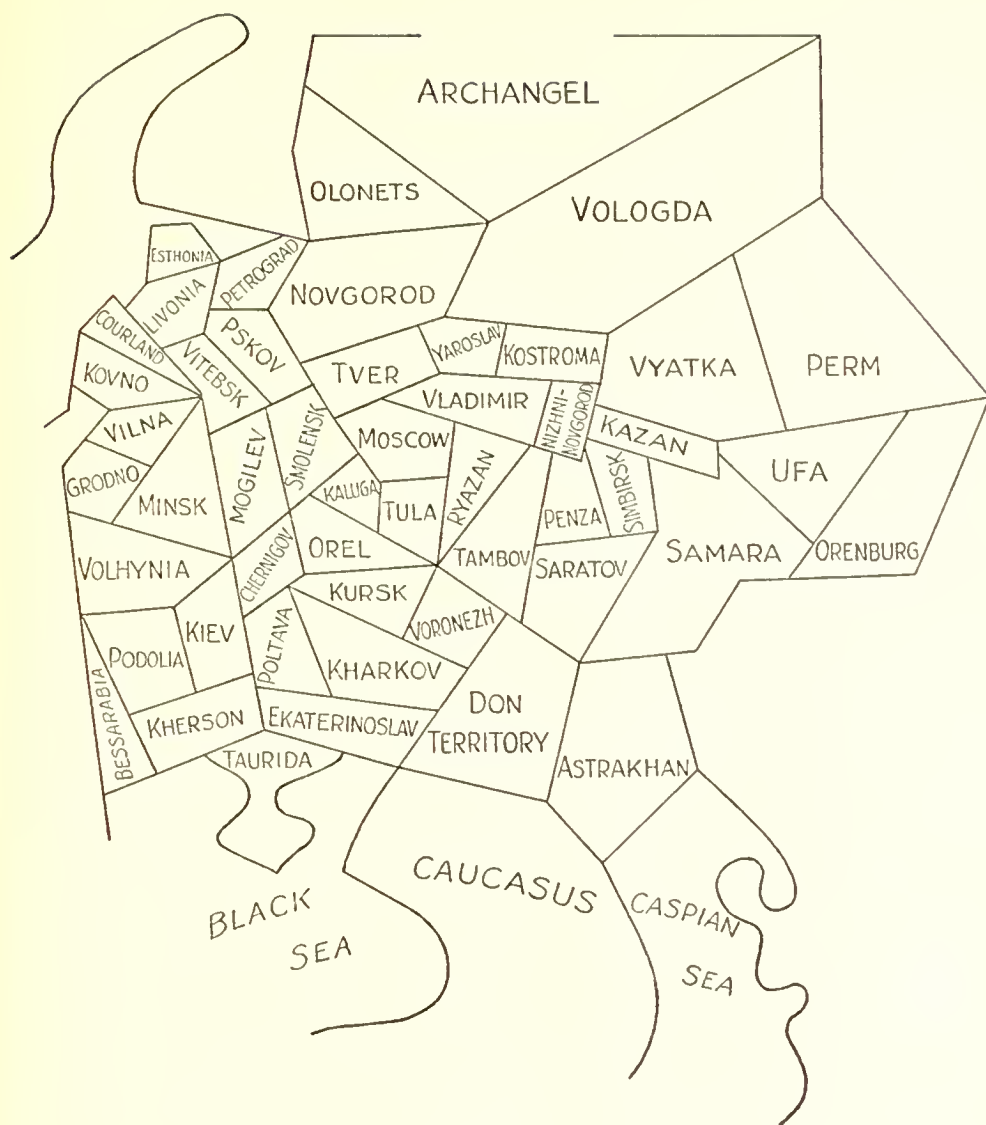 ARCHANGEL
OLONETS
VOLOGDA
ESTHONIA
PETROGRAD
NOVGOROD
LIVONIA
COURLAND
PSKOV
VITEBSK
YAROSLAV
KOSTROMA
TVER
VYATKA
PERM
KOVNO
VLADIMIR
NIZHNI-
NOVGOROD
VILNA
MOSCOW
KAZAN
SMOLENSK
MOGILEV
GRODNO
MINSK
KALUGA
TULA
RYAZAN
PENZA
SIMBIRSK
UFA
VOLHYNIA
CHERNIGOV
OREL
TAMBOV
SARATOV
SAMARA
ORENBURG
KURSK
VORONEZH
KIEV
PODOLIA
POLTAVA
KHARKOV
BESSARABIA
KHERSON
EKATERINOSLAV
DON
TERRITORY
TAURIDA
ASTRAKHAN
CAUCASUS
BLACK
SEA
CASPIAN
SEA